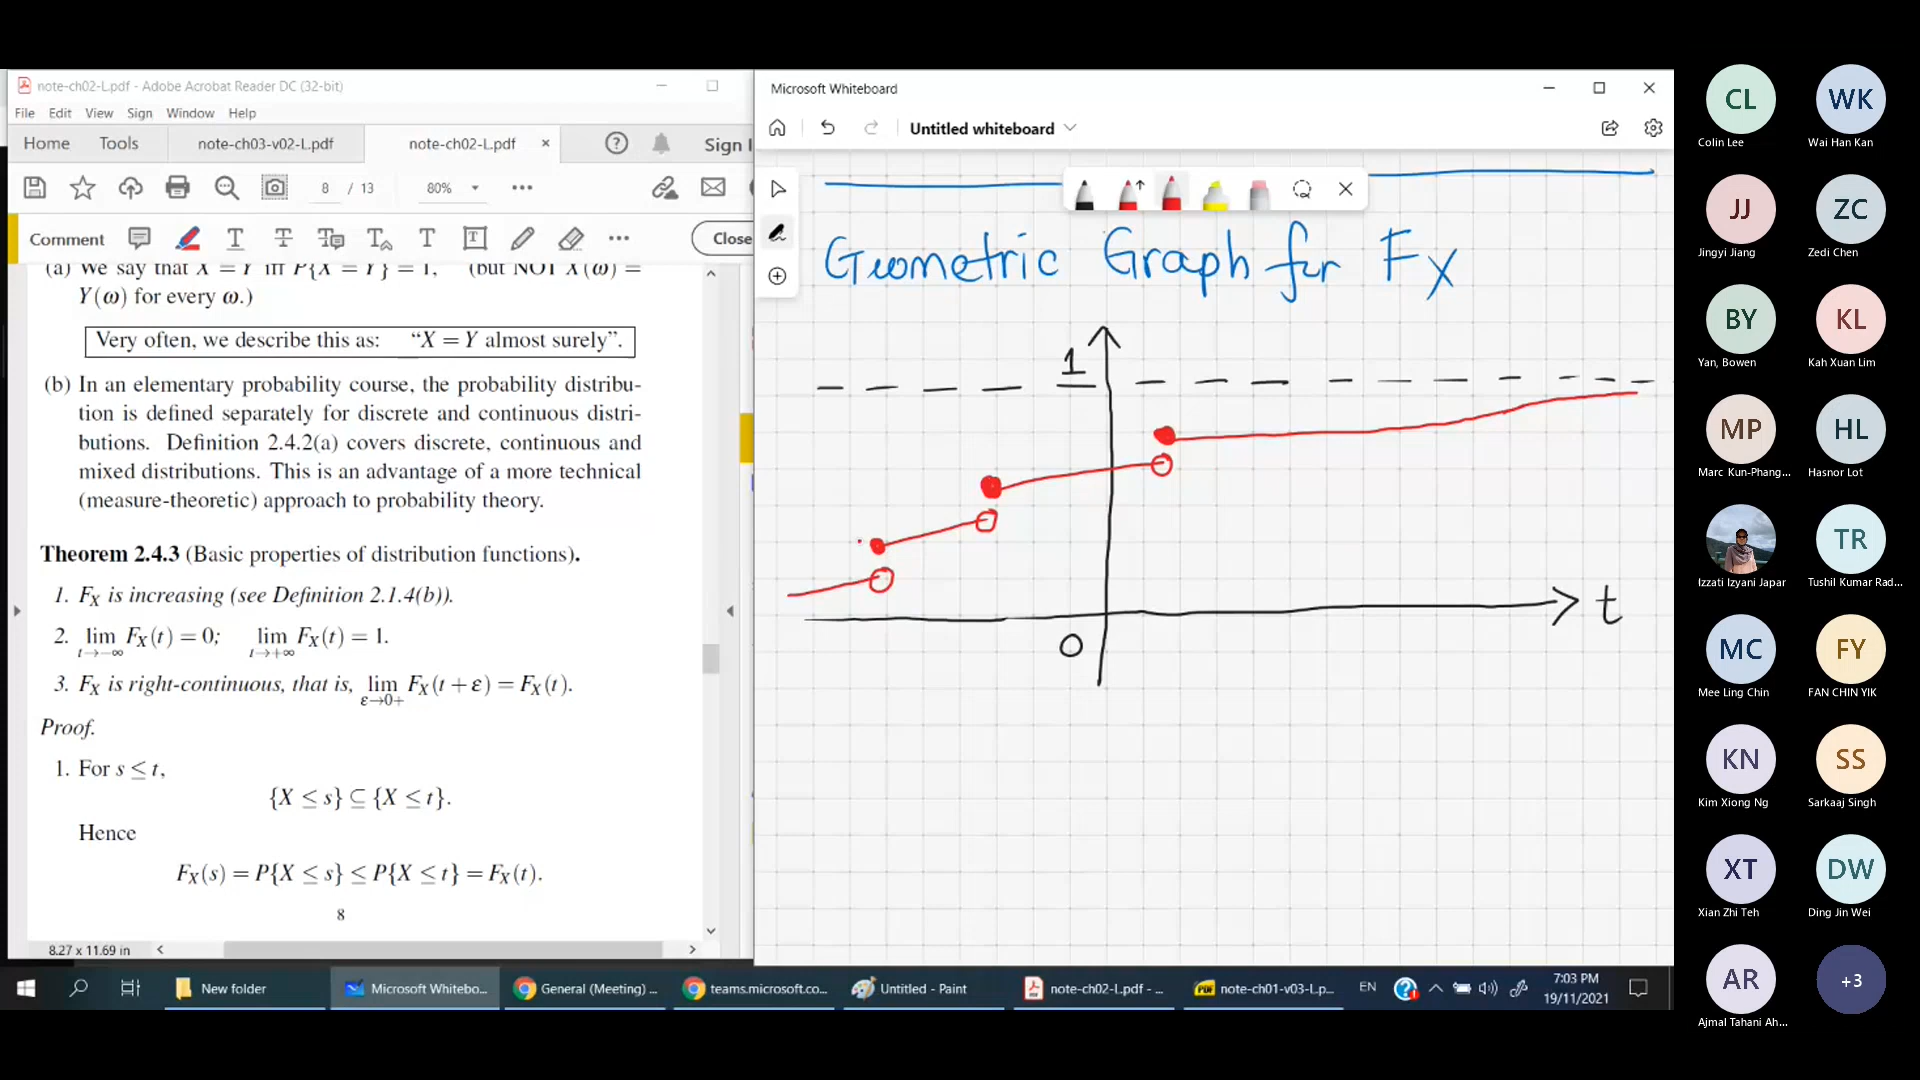 note-ch02-L.pdf - Adobe Acrobat Reader DC (32-bit)
File Edit View Sign Window Help
Home Tools note-ch03-v02-L.pdf note-ch02-L.pdf × Sign I
8 / 13 80%
Comment Close
(a) We say that X = Y iff P{X = Y} = 1, (but NOT X(ω) =
Y(ω) for every ω.)
Very often, we describe this as: “X = Y almost surely”.
(b) In an elementary probability course, the probability distribu-
tion is defined separately for discrete and continuous distri-
butions. Definition 2.4.2(a) covers discrete, continuous and
mixed distributions. This is an advantage of a more technical
(measure-theoretic) approach to probability theory.
Theorem 2.4.3 (Basic properties of distribution functions).
1. F_X is increasing (see Definition 2.1.4(b)).
2. lim_{t→−∞} F_X(t) = 0; lim_{t→+∞} F_X(t) = 1.
3. F_X is right-continuous, that is, lim_{ε→0+} F_X(t + ε) = F_X(t).
Proof.
1. For s ≤ t,
{X ≤ s} ⊆ {X ≤ t}.
Hence
F_X(s) = P{X ≤ s} ≤ P{X ≤ t} = F_X(t).
8
8.27 x 11.69 in
Microsoft Whiteboard
Untitled whiteboard
Geometric Graph for F_X
1
0
t
CL WK
Colin Lee Wai Han Kan
JJ ZC
Jingyi Jiang Zedi Chen
BY KL
Yan, Bowen Kah Xuan Lim
MP HL
Marc Kun-Phang... Hasnor Lot
TR
Izzati Izyani Japar Tushil Kumar Rad...
MC FY
Mee Ling Chin FAN CHIN YIK
KN SS
Kim Xiong Ng Sarkaaj Singh
XT DW
Xian Zhi Teh Ding Jin Wei
AR +3
Ajmal Tahani Ah...
New folder Microsoft Whitebo... General (Meeting) ... teams.microsoft.co... Untitled - Paint note-ch02-L.pdf - ... PDF note-ch01-v03-L.p... EN 7:03 PM
19/11/2021